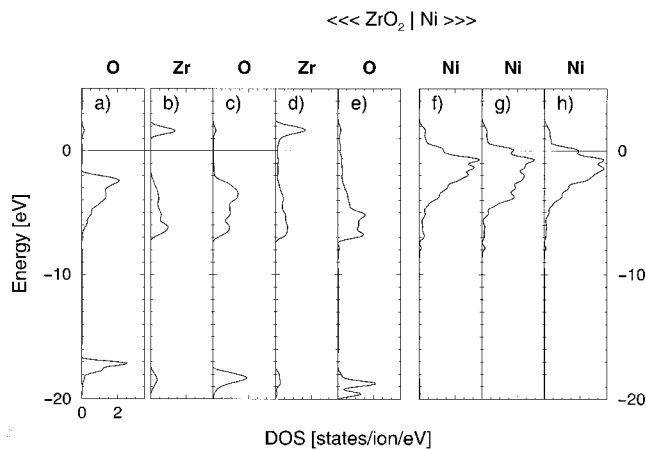 <<< ZrO2 | Ni >>>
O Zr O Zr O Ni Ni Ni
a) b) c) d) e) f) g) h)
0 0
Energy [eV]
−10 −10
−20 −20
0 2
DOS [states/ion/eV]